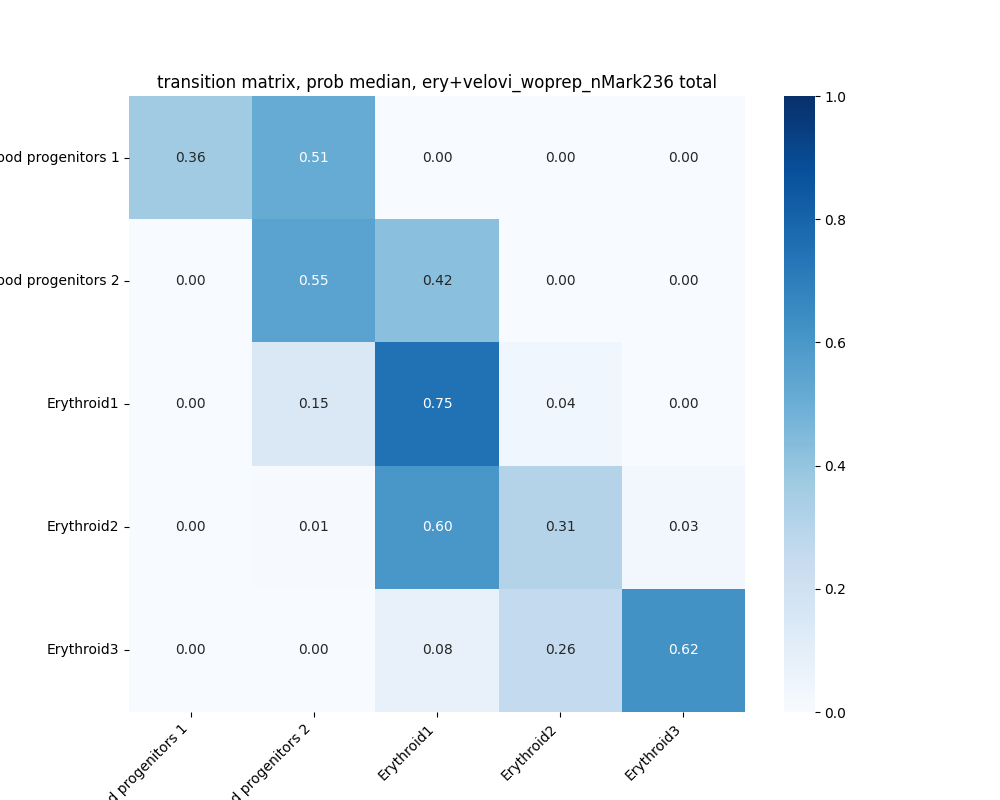 transition matrix, prob median, ery+velovi_woprep_nMark236 total
ood progenitors 1
0.36 0.51 0.00 0.00 0.00
ood progenitors 2
0.00 0.55 0.42 0.00 0.00
Erythroid1
0.00 0.15 0.75 0.04 0.00
Erythroid2
0.00 0.01 0.60 0.31 0.03
Erythroid3
0.00 0.00 0.08 0.26 0.62
d progenitors 1
d progenitors 2
Erythroid1
Erythroid2
Erythroid3
1.0
0.8
0.6
0.4
0.2
0.0